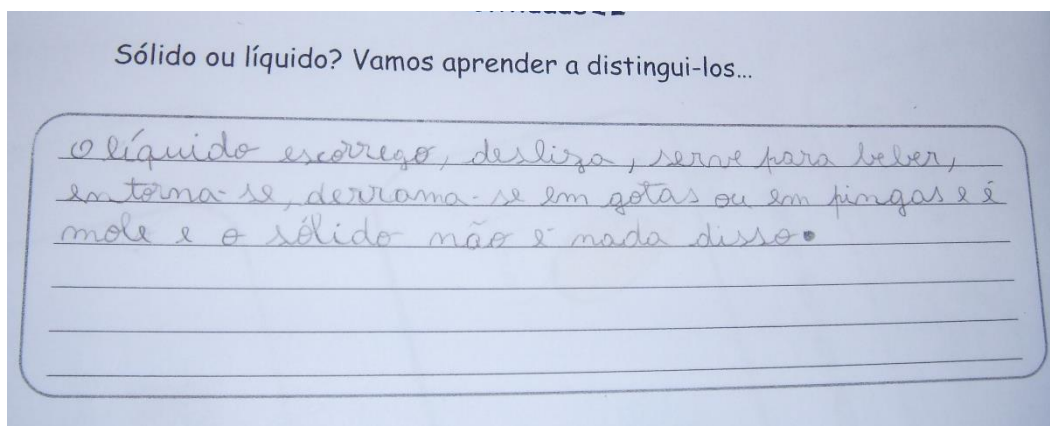 Sólido ou líquido? Vamos aprender a distingui-los...
O líquido escorrego, desliza, serve para beber,
entorna-se, derrama-se em gotas ou em pingas e é
mole e o sólido não é nada disso.